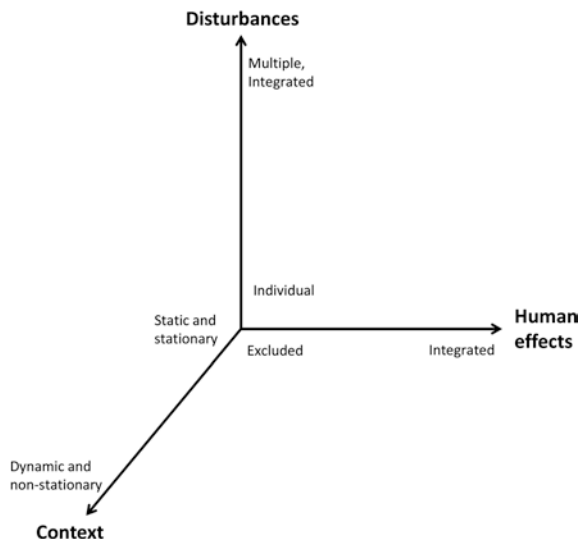 Disturbances
Multiple,
Integrated
Individual
Static and
stationary
Excluded
Integrated
Human
effects
Dynamic and
non-stationary
Context